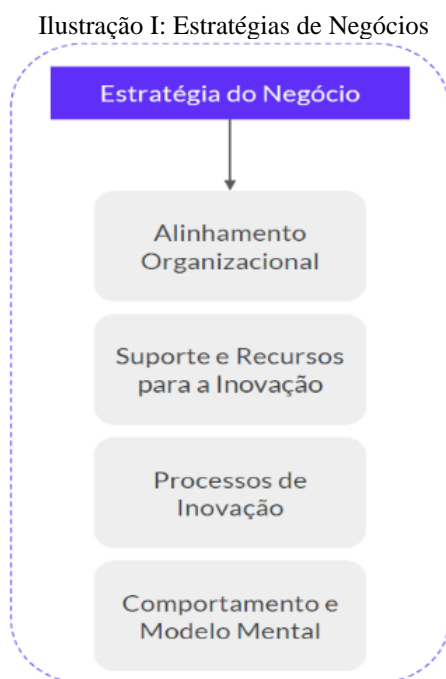 Ilustração I: Estratégias de Negócios
Estratégia do Negócio
Alinhamento
Organizacional
Suporte e Recursos
para a Inovação
Processos de
Inovação
Comportamento e
Modelo Mental